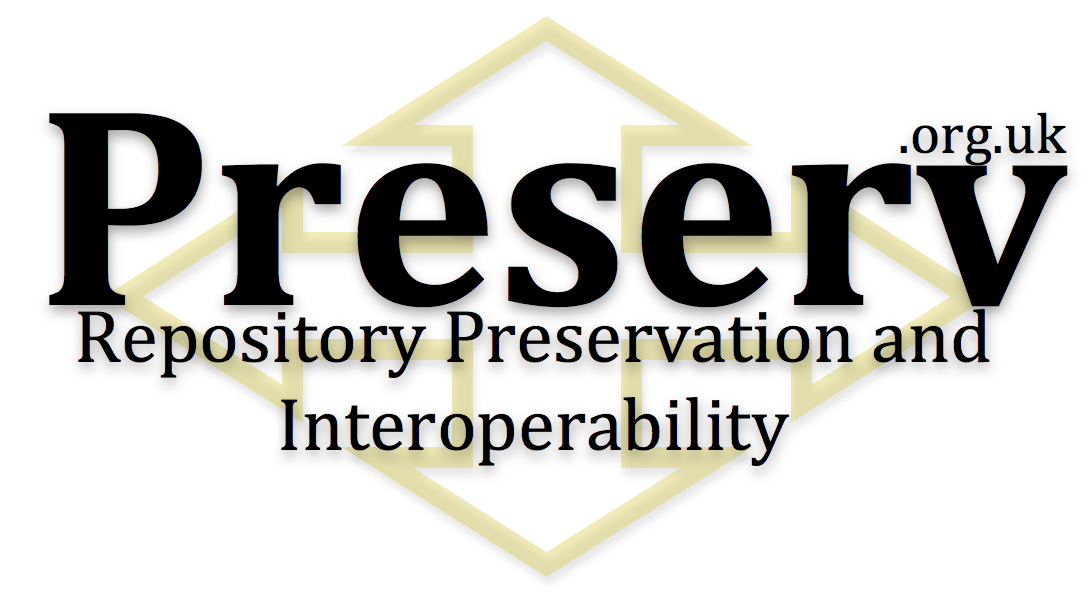 Preserv
.org.uk
Repository Preservation and
Interoperability